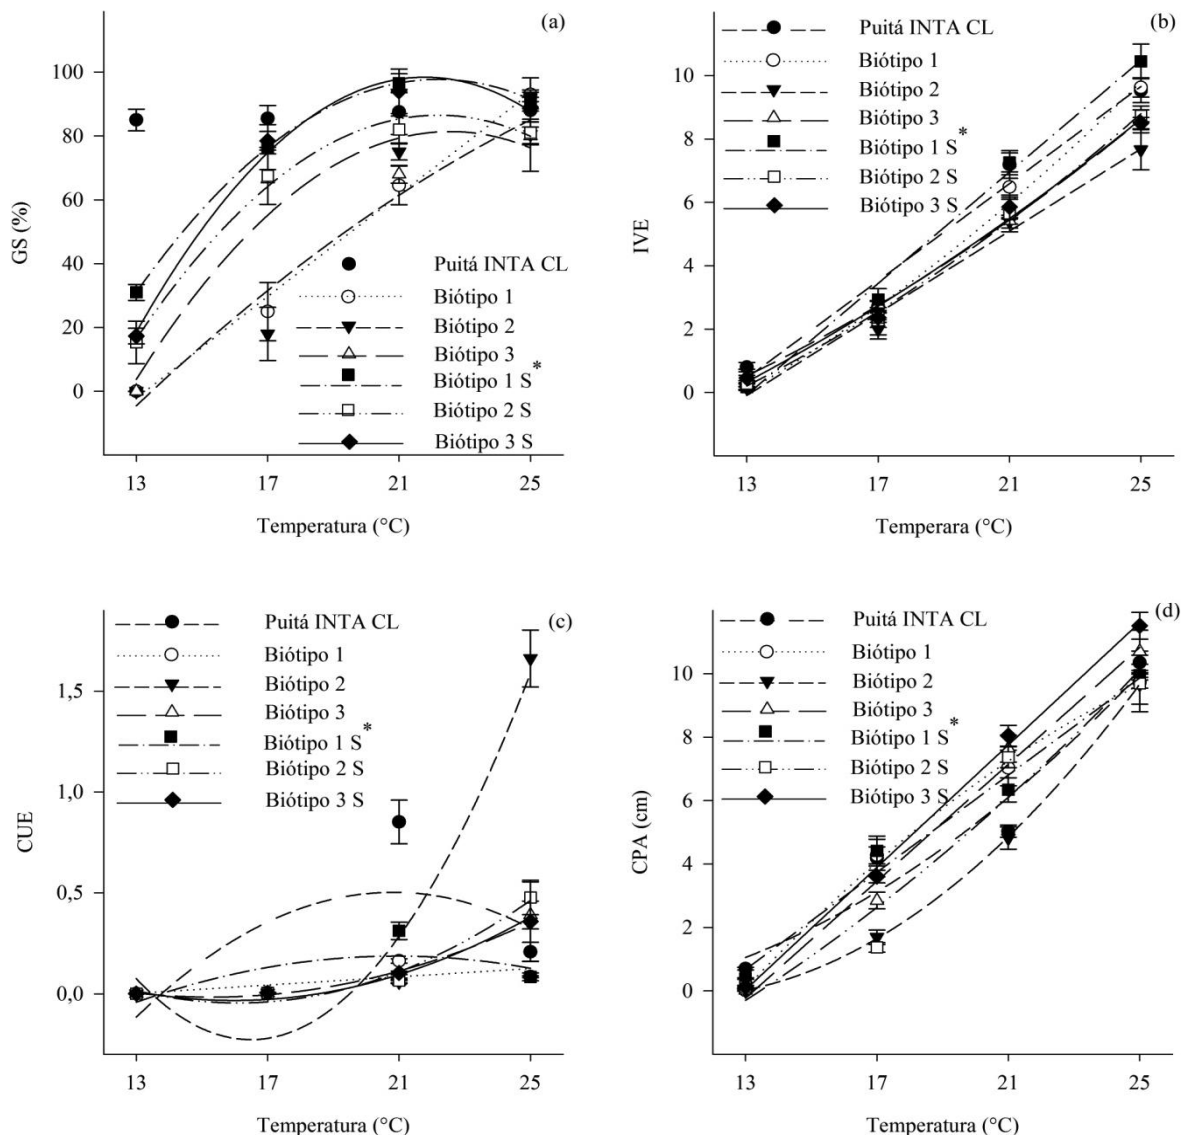 (a)
100
80
60
40
20
0
GS (%)
Puitá INTA CL
Biótipo 1
Biótipo 2
Biótipo 3
Biótipo 1 S*
Biótipo 2 S
Biótipo 3 S
13 17 21 25
Temperatura (°C)
(b)
Puitá INTA CL
Biótipo 1
Biótipo 2
Biótipo 3
Biótipo 1 S*
Biótipo 2 S
Biótipo 3 S
10
8
6
4
2
0
IVE
13 17 21 25
Temperara (°C)
(c)
Puitá INTA CL
Biótipo 1
Biótipo 2
Biótipo 3
Biótipo 1 S*
Biótipo 2 S
Biótipo 3 S
1,5
1,0
0,5
0,0
CUE
13 17 21 25
Temperatura (°C)
(d)
Puitá INTA CL
Biótipo 1
Biótipo 2
Biótipo 3
Biótipo 1 S*
Biótipo 2 S
Biótipo 3 S
10
8
6
4
2
0
CPA (cm)
13 17 21 25
Temperatura (°C)